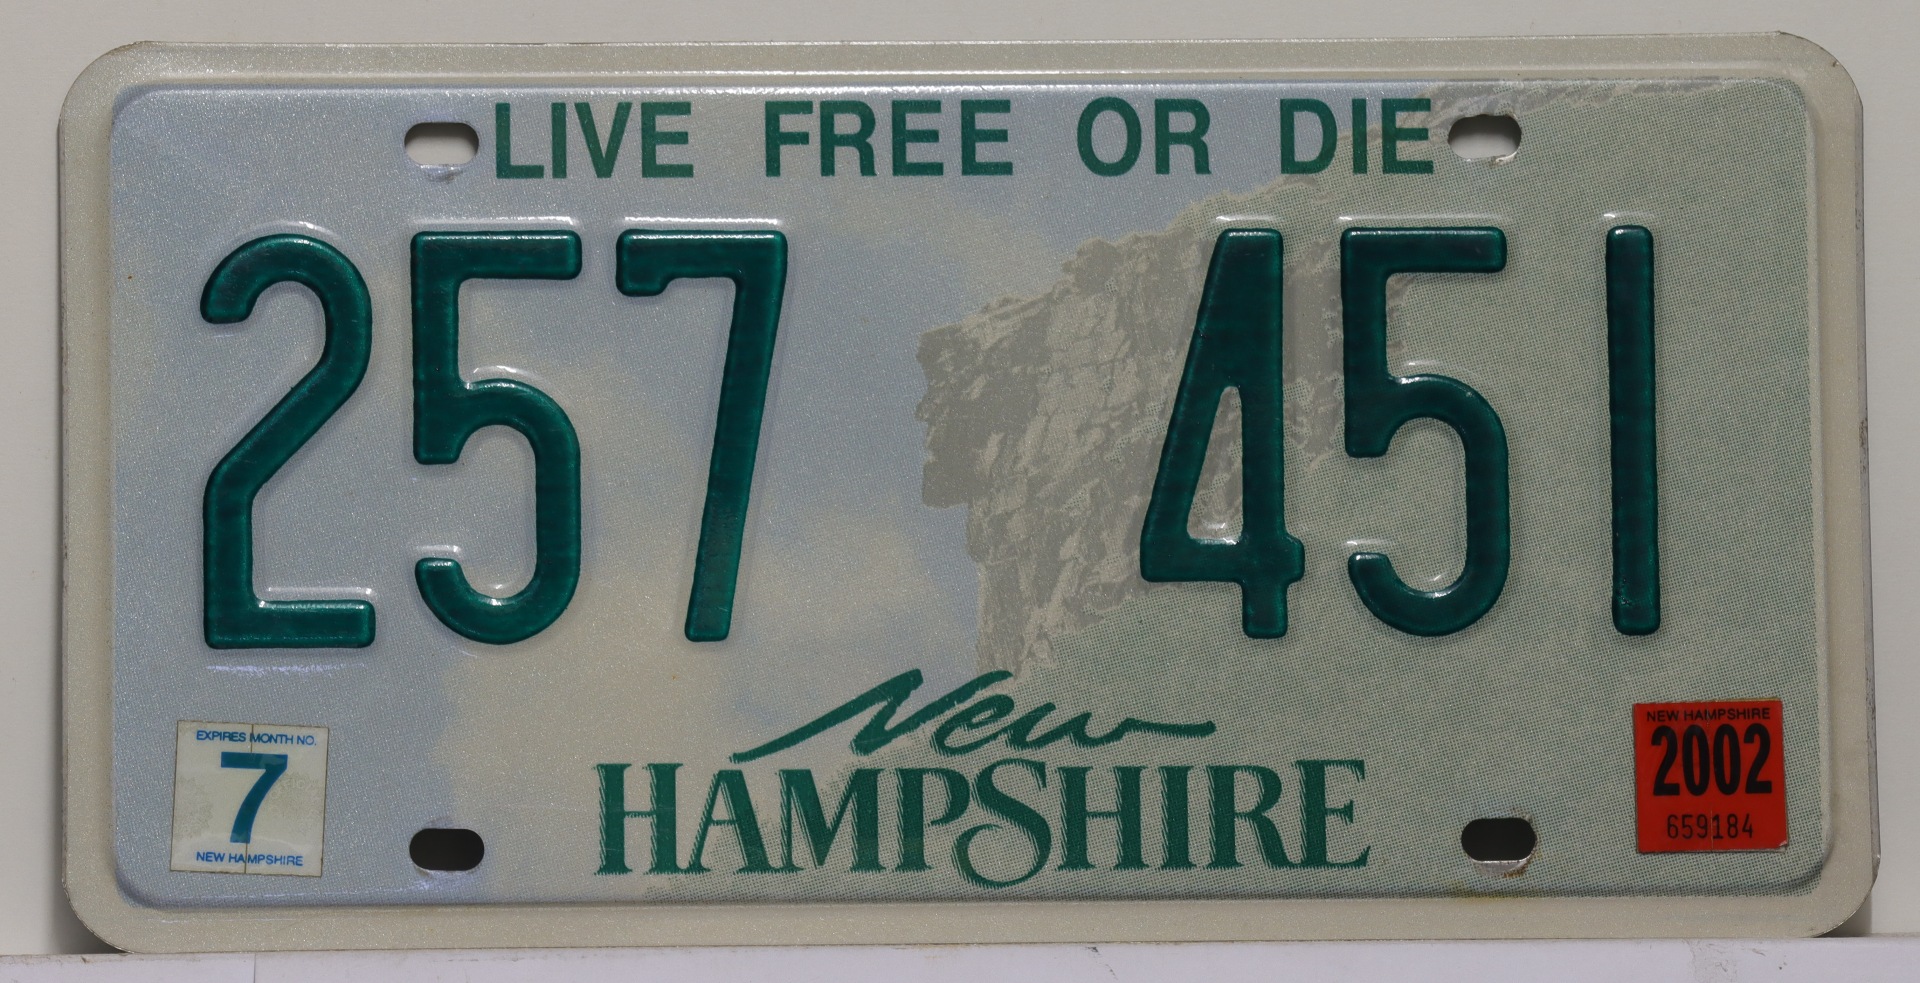 LIVE FREE OR DIE
257 451
New
HAMPSHIRE
EXPIRES MONTH NO.
7
NEW HAMPSHIRE
NEW HAMPSHIRE
2002
659184